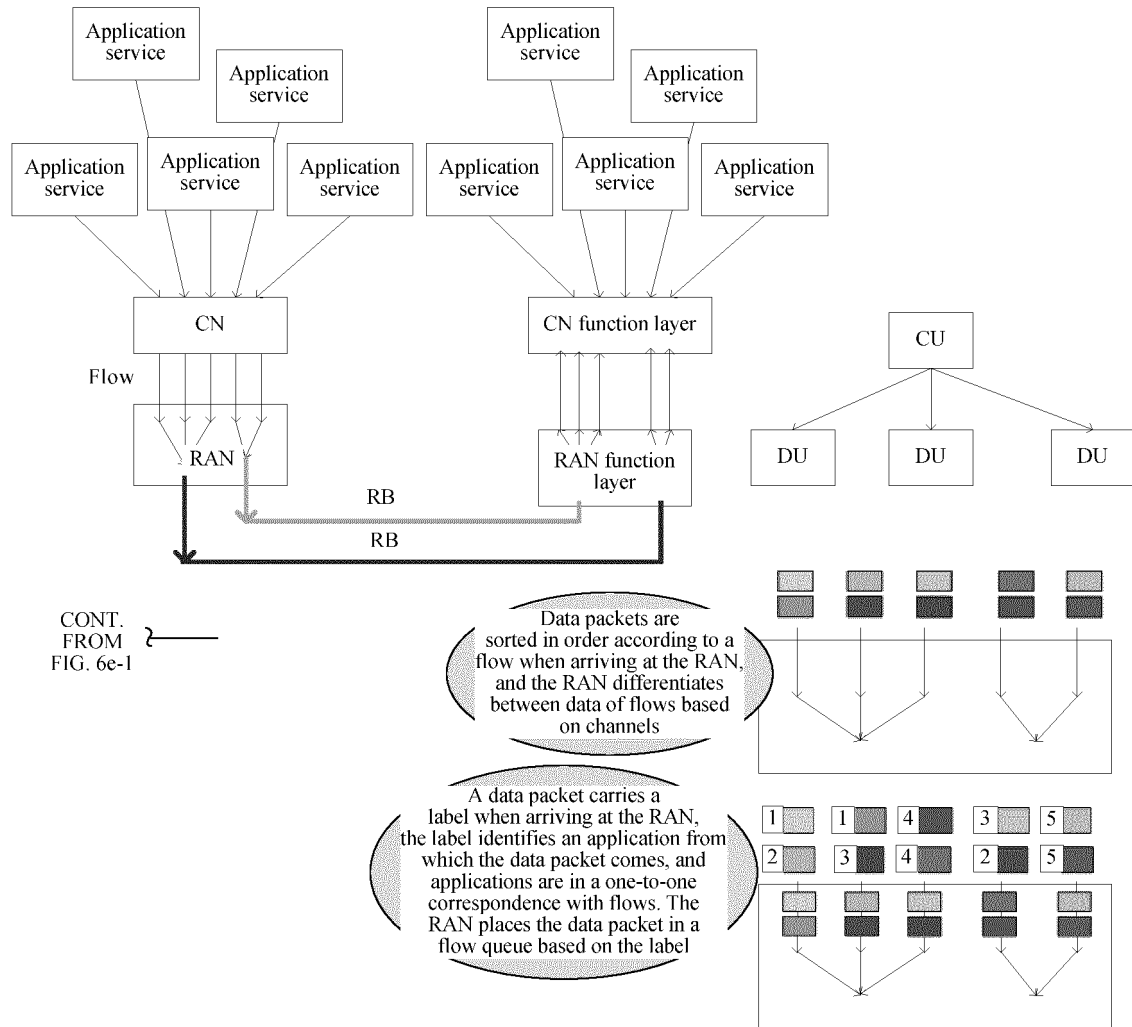 Application
service
Application
service
Application
service
Application
service
Application
service
Application
service
Application
service
Application
service
Application
service
Application
service
CN
CN function layer
CU
Flow
RAN
RAN function
layer
DU
DU
DU
RB
RB
CONT.
FROM
FIG. 6e-1
Data packets are
sorted in order according to a
flow when arriving at the RAN,
and the RAN differentiates
between data of flows based
on channels
A data packet carries a
label when arriving at the RAN,
the label identifies an application from
which the data packet comes, and
applications are in a one-to-one
correspondence with flows. The
RAN places the data packet in a
flow queue based on the label
1 1 4 3 5
2 3 4 2 5